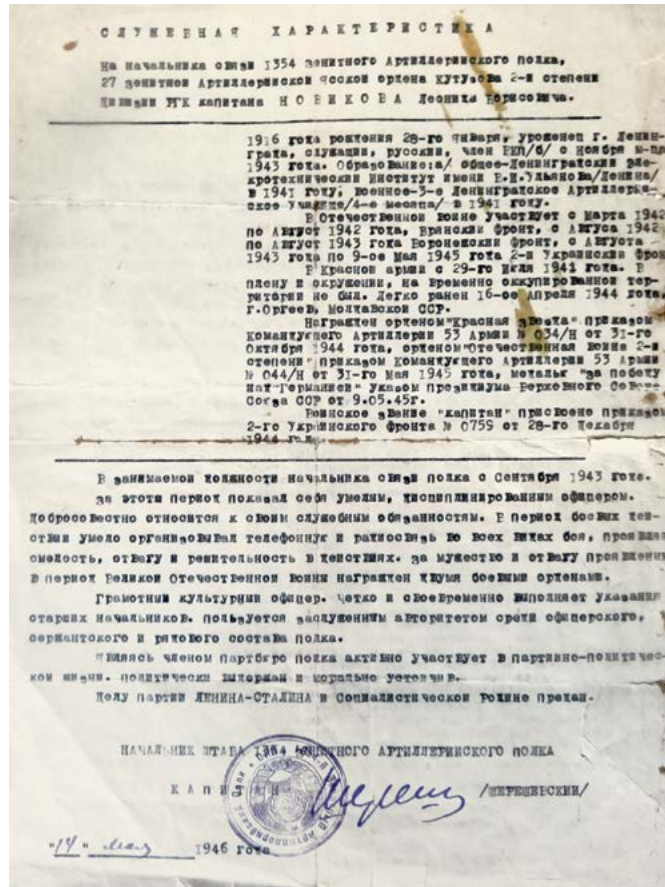 СЛУЖЕБНАЯ ХАРАКТЕРИСТИКА
На начальника связи 1354 зенитного Артиллерийского полка,
27 зенитной Артиллерийской Ясской ордена Кутузова 2-й степени
дивизии РГК капитана НОВИКОВА Леонида Борисовича.
1916 года рождения 28-го января, уроженец г. Ленин-
града, служащий, русский, член ВКП/б/ с ноября м-ца
1943 года. Образование:а/ общее-Ленинградский Эле-
кротехнический Институт имени В.И.Ульянова/Ленина/
в 1941 году, военное-3-е Ленинградское Артиллерий-
ское Училище/4-е месяца/ в 1941 году.
В Отечественной войне участвует с Марта 1942
по Август 1942 года, Брянский фронт, с Авгуса 1942
по Август 1943 года Воронежский фронт, с Августа
1943 года по 9-ое Мая 1945 года 2-й Украинский фрон
В Красной армии с 29-го Июля 1941 года. В
плену и окружении, на временно оккупированной тер-
ритории не был. Легко ранен 16-ое Апреля 1944 года,
г.Оргеев, Молдавской ССР.
Награжден орденом"Красная звезда" приказом
Командующего Артиллерии 53 Армии № 034/Н от 31-го
Октября 1944 года, орденом"Отечественная Война 2-й
степени" приказом Командующего Артиллерии 53 Армии
№ 044/Н от 31-го Мая 1945 года, медалью "За победу
над Германией" указом Президиума Верховного Совета
Союза ССР от 9.05.45г.
Воинское звание "капитан" присвоено приказом
2-го Украинского Фронта № 0759 от 28-го Декабря
1944 года.
В занимаемой должности начальника связи полка с Сентября 1943 года.
За этоти период показал себя умелым, дисциплинированным офицером.
Добросовестно относится к своим служебным обязанностям. В период боевых дей-
ствий умело организовывал телефонную и радиосвязь во всех видах боя, проявлял
смелость, отвагу и решительность в действиях. За мужество и отвагу проявленны
в период Великой Отечественной Войны награжден двумя боевыми орденами.
Грамотный культурный офицер. Четко и своевременно выполняет указания
старших начальников. Пользуется заслуженным авторитетом среди офицерского,
сержантского и рядового состава полка.
Являясь членом партбюро полка активно участвует в партийно-политичес-
кой жизни. Политически выдержан и морально устойчив.
Делу партии ЛЕНИНА-СТАЛИНА и Социалистической Родине предан.
НАЧАЛЬНИК ШТАБА 1354 ЗЕНИТНОГО АРТИЛЛЕРИЙСКОГО ПОЛКА
КАПИТАН /ШЕРЕШЕВСКИЙ/
"14" мая 1946 года